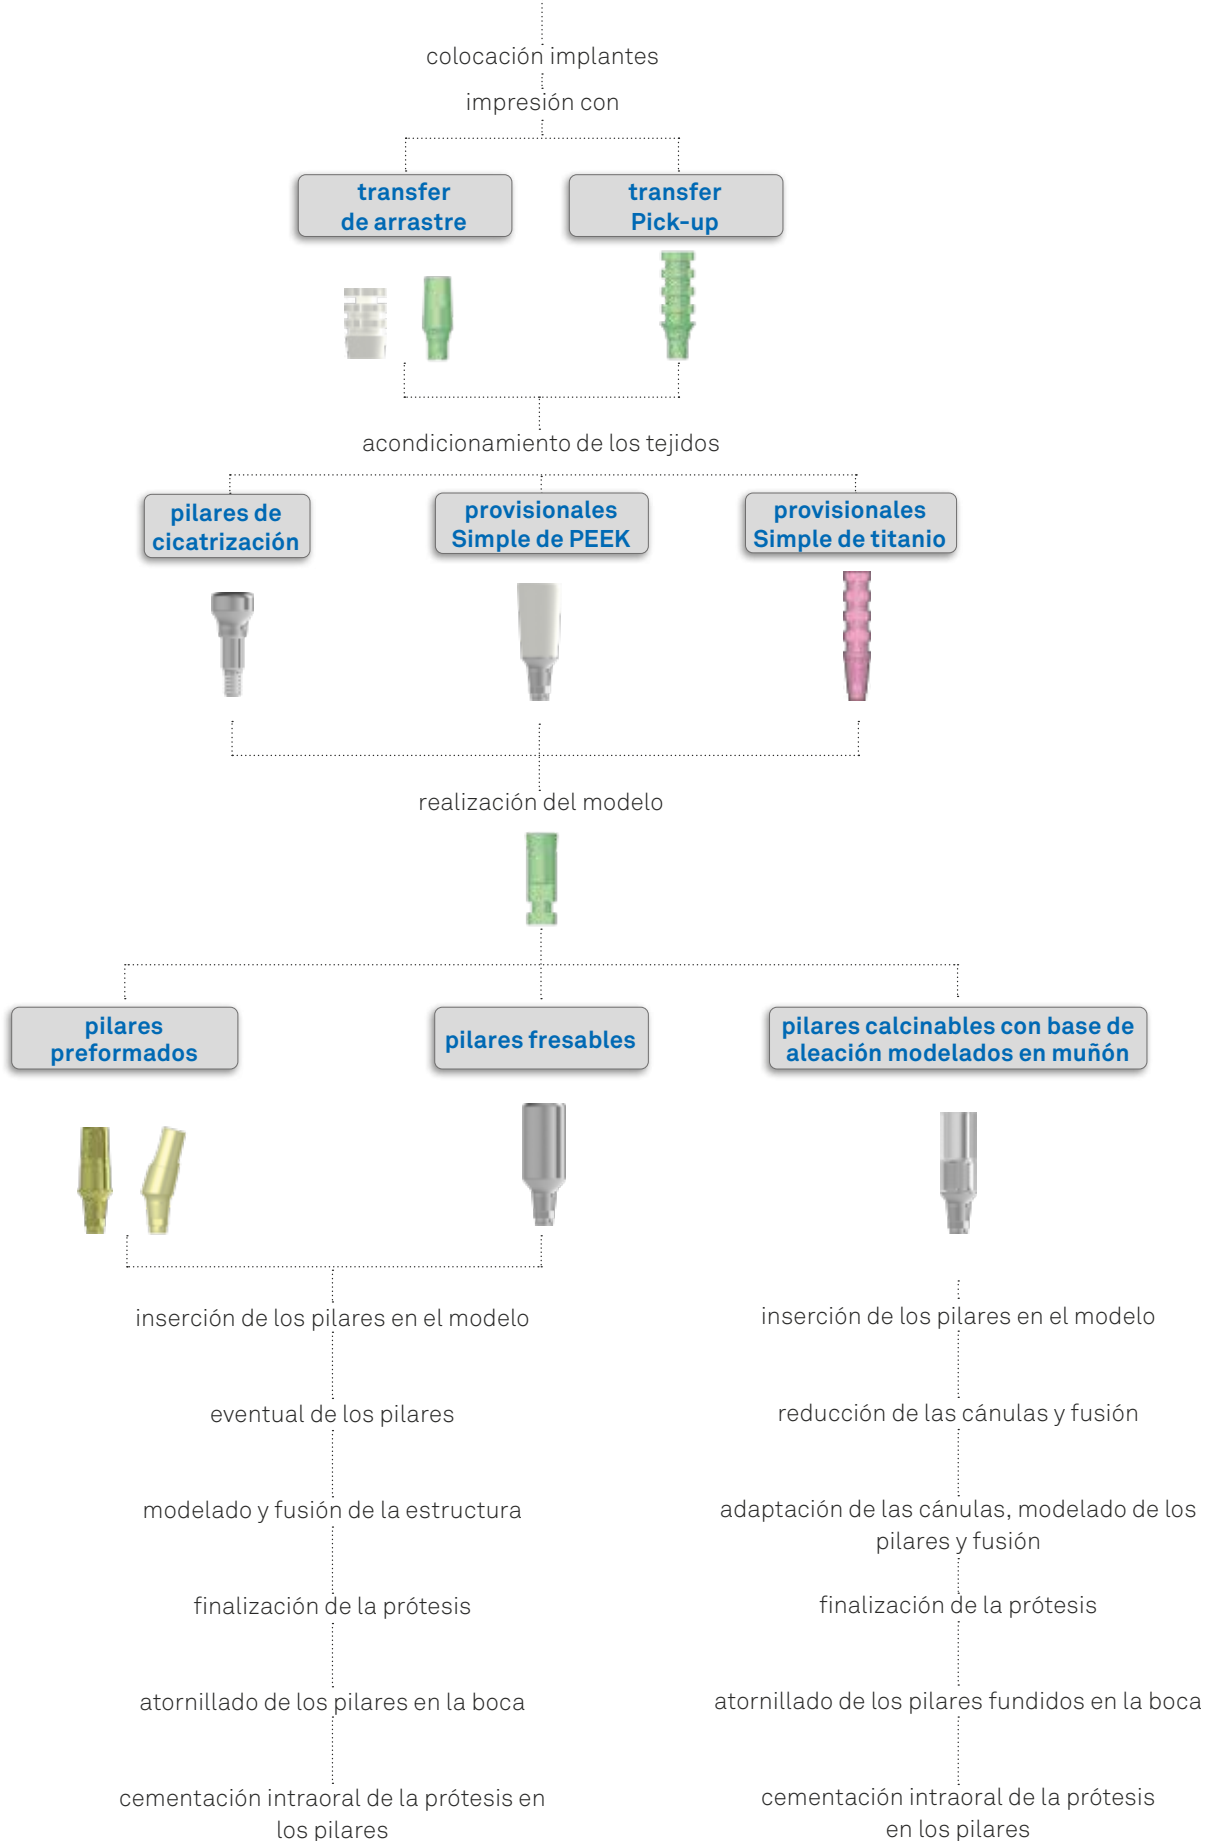 colocación implantes
impresión con
transfer
de arrastre
transfer
Pick-up
acondicionamiento de los tejidos
pilares de
cicatrización
provisionales
Simple de PEEK
provisionales
Simple de titanio
realización del modelo
pilares
preformados
pilares fresables
pilares calcinables con base de
aleación modelados en muñón
inserción de los pilares en el modelo
eventual de los pilares
modelado y fusión de la estructura
finalización de la prótesis
atornillado de los pilares en la boca
cementación intraoral de la prótesis en
los pilares
inserción de los pilares en el modelo
reducción de las cánulas y fusión
adaptación de las cánulas, modelado de los
pilares y fusión
finalización de la prótesis
atornillado de los pilares fundidos en la boca
cementación intraoral de la prótesis
en los pilares